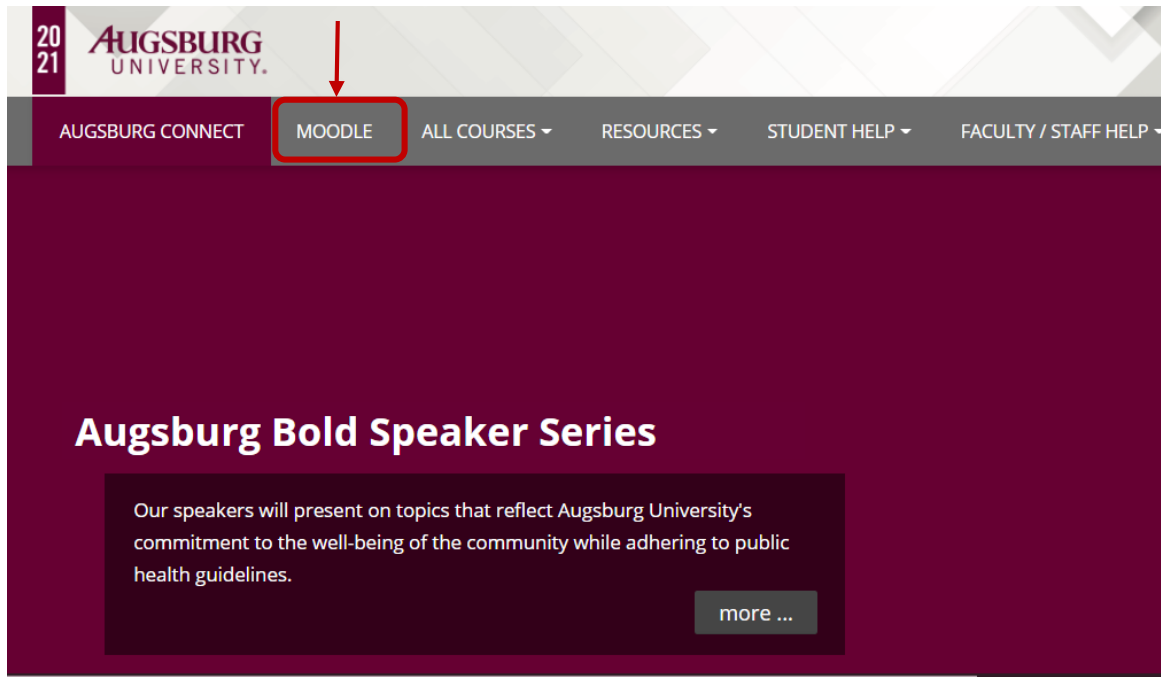 20
21
AUGSBURG
UNIVERSITY.
AUGSBURG CONNECT MOODLE ALL COURSES RESOURCES STUDENT HELP FACULTY / STAFF HELP
Augsburg Bold Speaker Series
Our speakers will present on topics that reflect Augsburg University's
commitment to the well-being of the community while adhering to public
health guidelines.
more ...